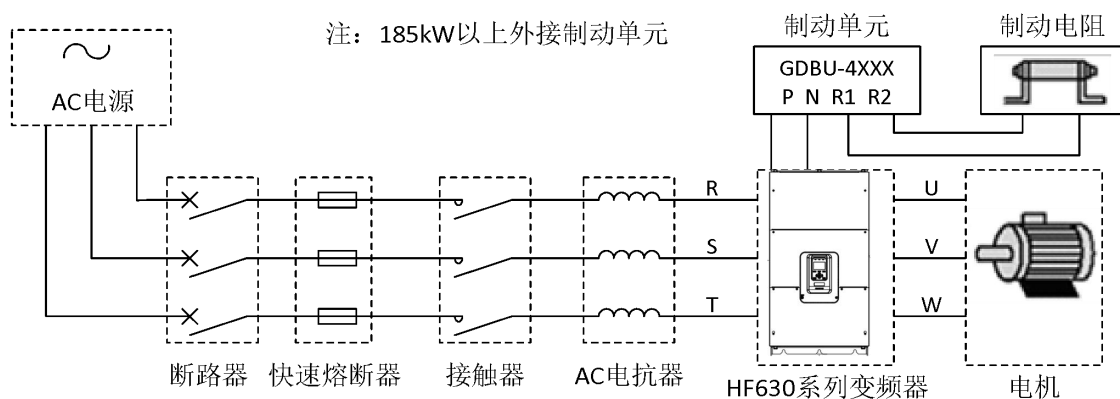 注：185kW以上外接制动单元
制动单元
制动电阻
GDBU-4XXX
P N R1 R2
AC电源
R
S
T
U
V
W
断路器
快速熔断器
接触器
AC电抗器
HF630系列变频器
电机